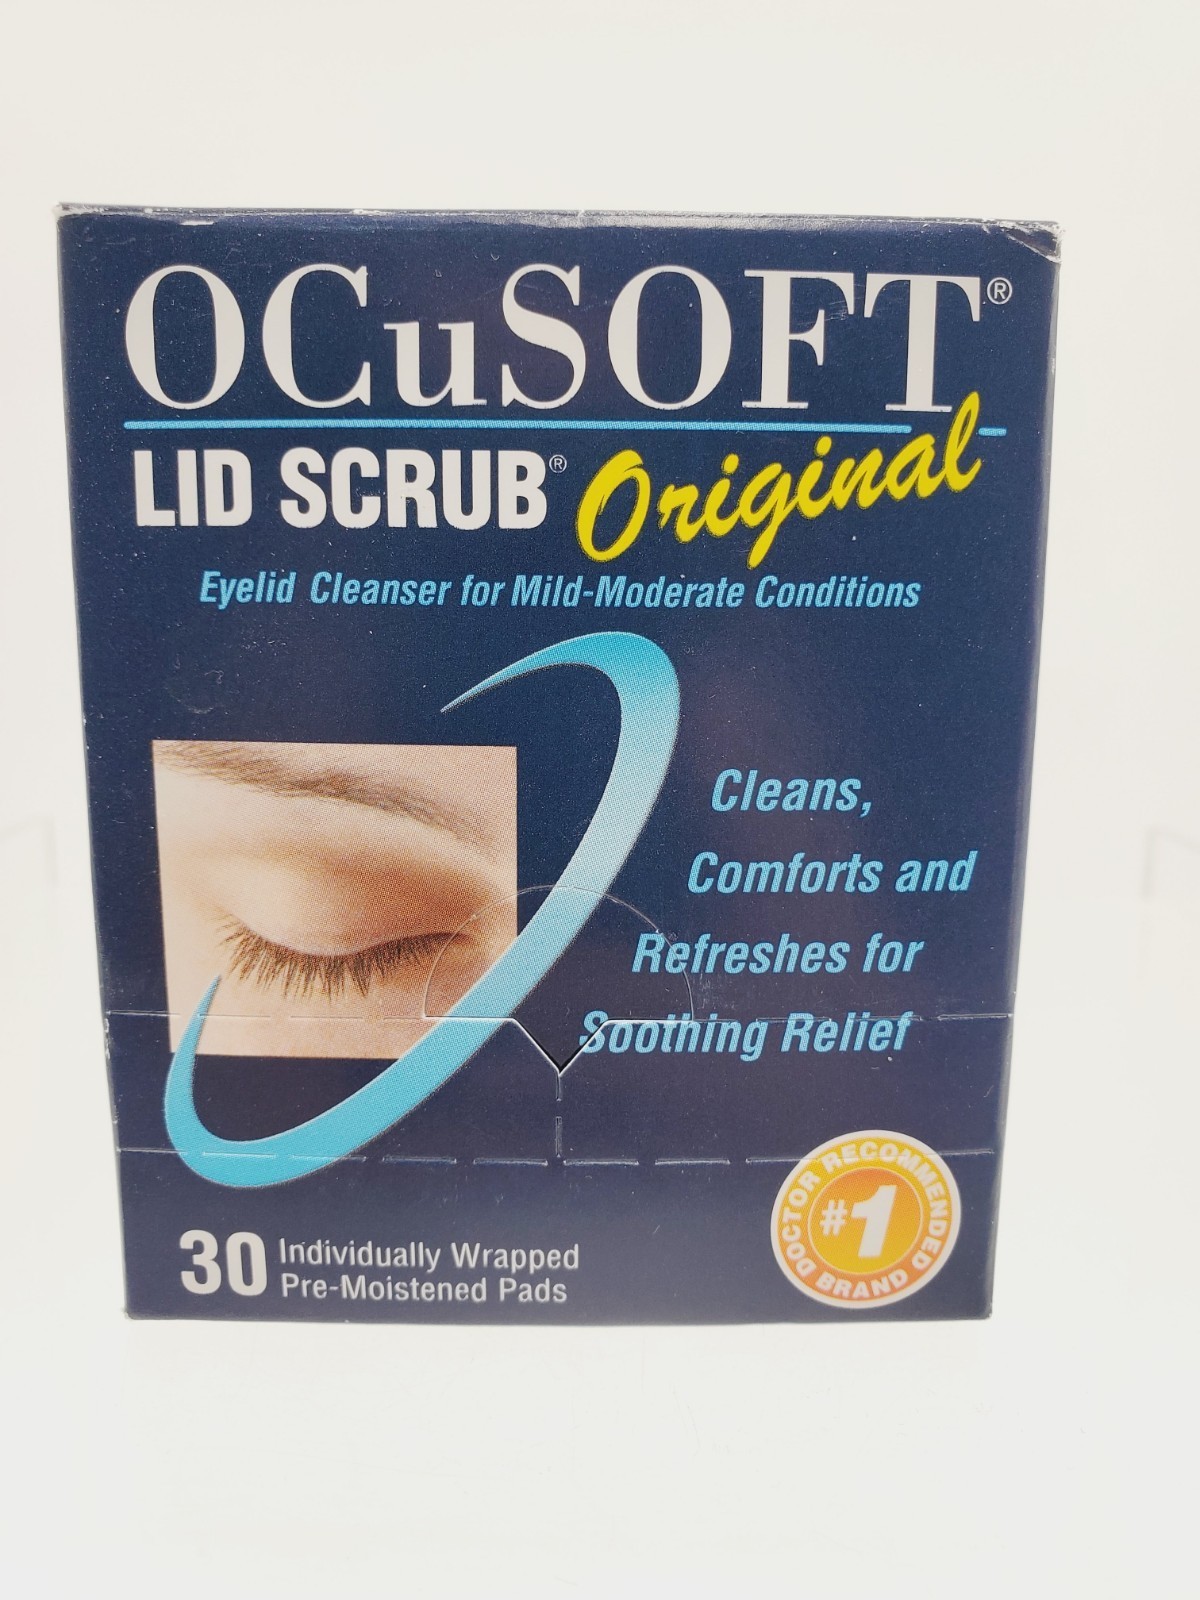 OCuSOFT®
LID SCRUB® Original
Eyelid Cleanser for Mild-Moderate Conditions
Cleans,
Comforts and
Refreshes for
Soothing Relief
30 Individually Wrapped
Pre-Moistened Pads
DOCTOR RECOMMENDED
#1
BRAND